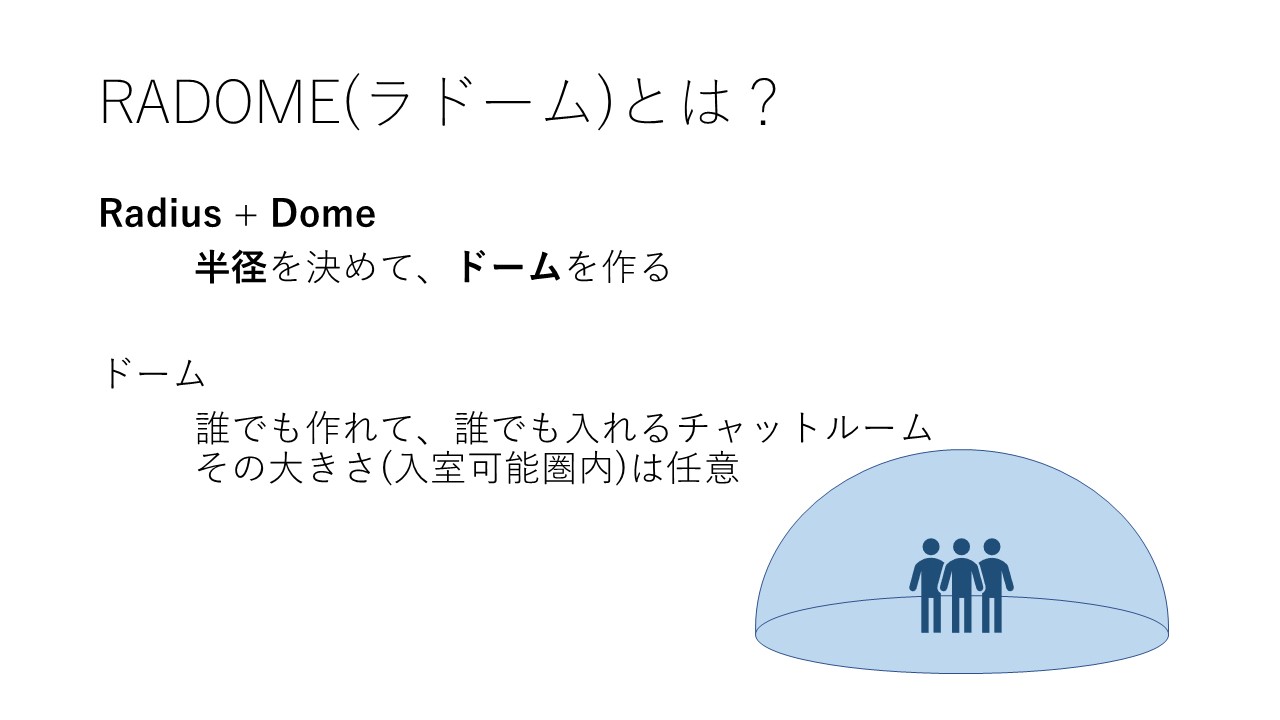 RADOME(ラドーム)とは？
Radius + Dome
半径を決めて、ドームを作る
ドーム
誰でも作れて、誰でも入れるチャットルーム
その大きさ(入室可能圏内)は任意